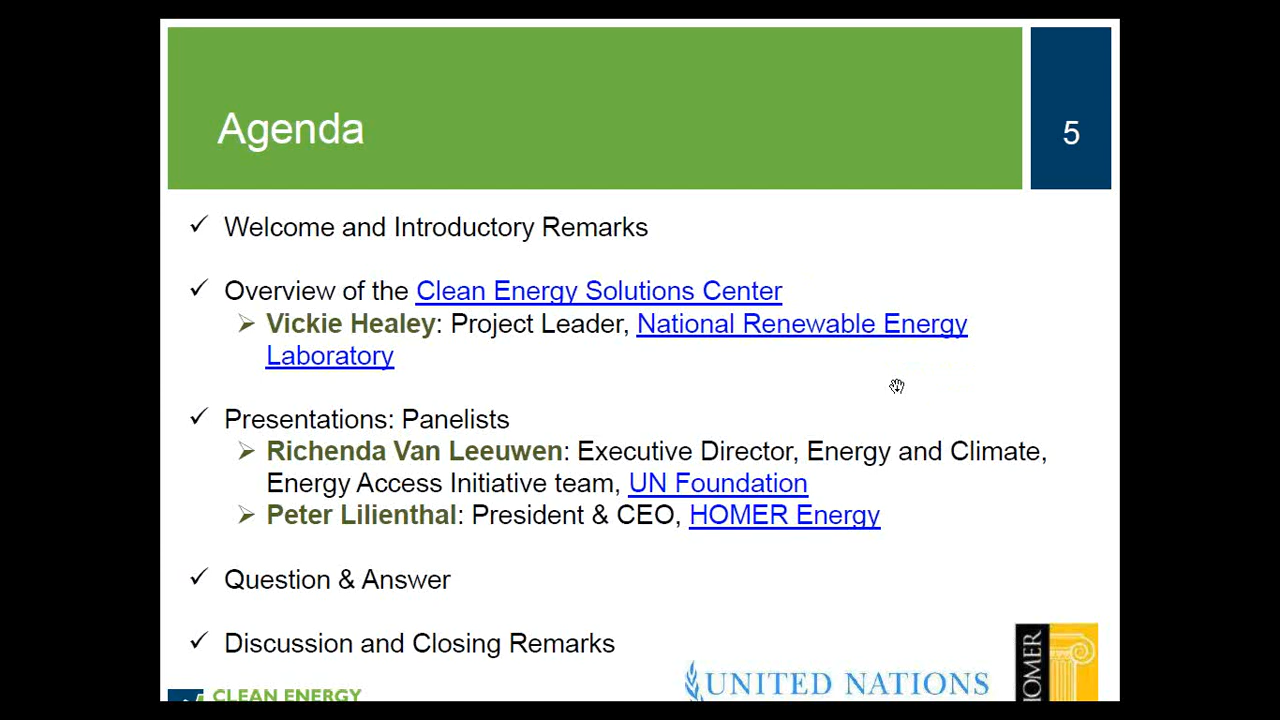 Agenda
5
Welcome and Introductory Remarks
Overview of the Clean Energy Solutions Center
Vickie Healey: Project Leader, National Renewable Energy
Laboratory
Presentations: Panelists
Richenda Van Leeuwen: Executive Director, Energy and Climate,
Energy Access Initiative team, UN Foundation
Peter Lilienthal: President & CEO, HOMER Energy
Question & Answer
Discussion and Closing Remarks
CLEAN ENERGY
UNITED NATIONS
HOMER